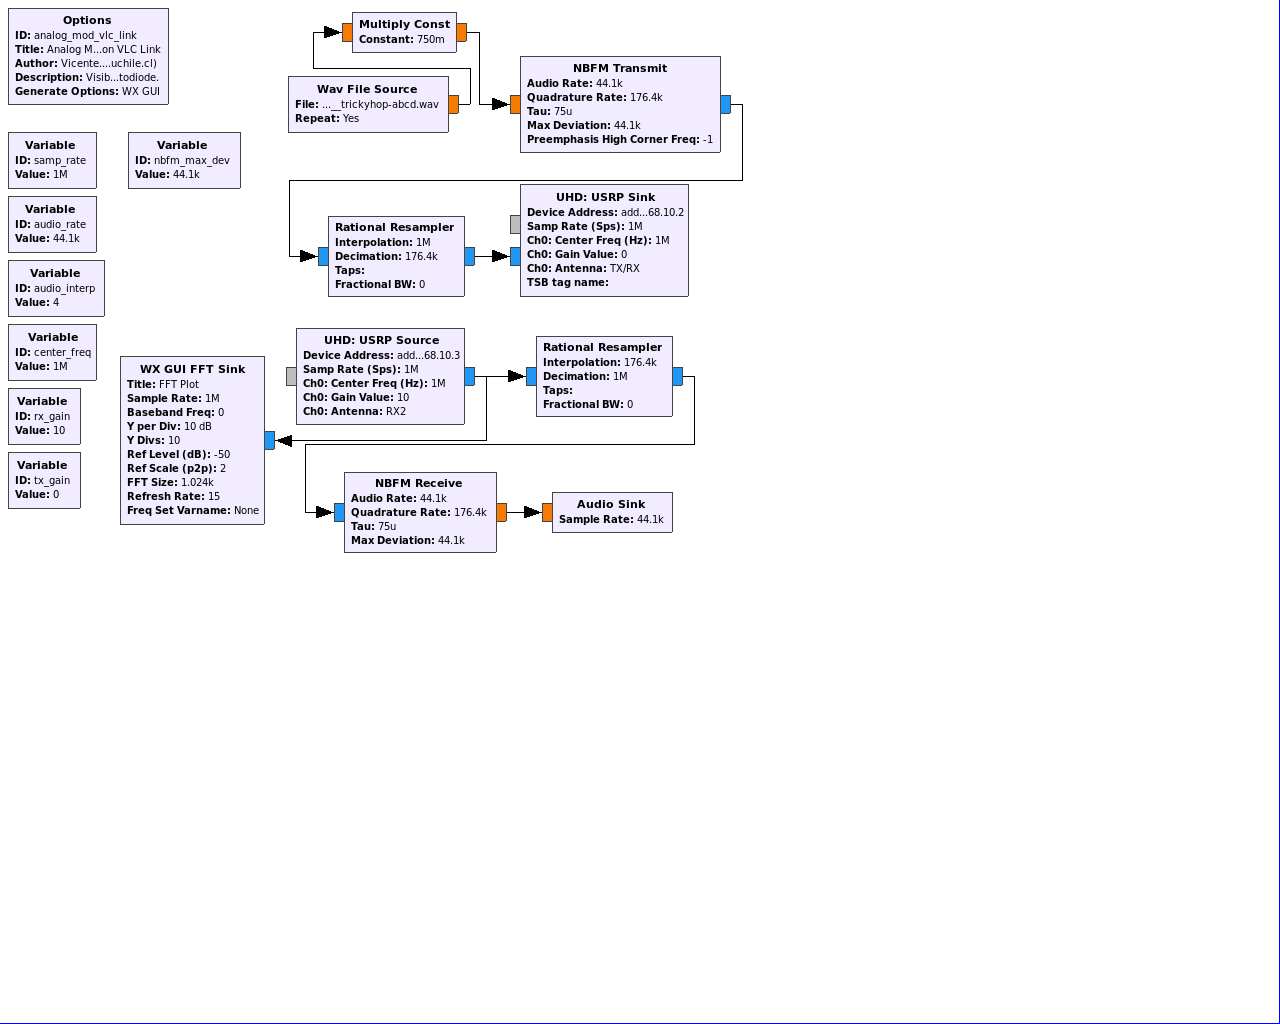 Options
ID: analog_mod_vlc_link
Title: Analog M...on VLC Link
Author: Vicente....uchile.cl)
Description: Visib...todiode.
Generate Options: WX GUI
Multiply Const
Constant: 750m
Wav File Source
File: ...__trickyhop-abcd.wav
Repeat: Yes
NBFM Transmit
Audio Rate: 44.1k
Quadrature Rate: 176.4k
Tau: 75u
Max Deviation: 44.1k
Preemphasis High Corner Freq: -1
Variable
ID: samp_rate
Value: 1M
Variable
ID: nbfm_max_dev
Value: 44.1k
Variable
ID: audio_rate
Value: 44.1k
Rational Resampler
Interpolation: 1M
Decimation: 176.4k
Taps:
Fractional BW: 0
UHD: USRP Sink
Device Address: add...68.10.2
Samp Rate (Sps): 1M
Ch0: Center Freq (Hz): 1M
Ch0: Gain Value: 0
Ch0: Antenna: TX/RX
TSB tag name:
Variable
ID: audio_interp
Value: 4
Variable
ID: center_freq
Value: 1M
Variable
ID: rx_gain
Value: 10
Variable
ID: tx_gain
Value: 0
WX GUI FFT Sink
Title: FFT Plot
Sample Rate: 1M
Baseband Freq: 0
Y per Div: 10 dB
Y Divs: 10
Ref Level (dB): -50
Ref Scale (p2p): 2
FFT Size: 1.024k
Refresh Rate: 15
Freq Set Varname: None
UHD: USRP Source
Device Address: add...68.10.3
Samp Rate (Sps): 1M
Ch0: Center Freq (Hz): 1M
Ch0: Gain Value: 10
Ch0: Antenna: RX2
Rational Resampler
Interpolation: 176.4k
Decimation: 1M
Taps:
Fractional BW: 0
NBFM Receive
Audio Rate: 44.1k
Quadrature Rate: 176.4k
Tau: 75u
Max Deviation: 44.1k
Audio Sink
Sample Rate: 44.1k